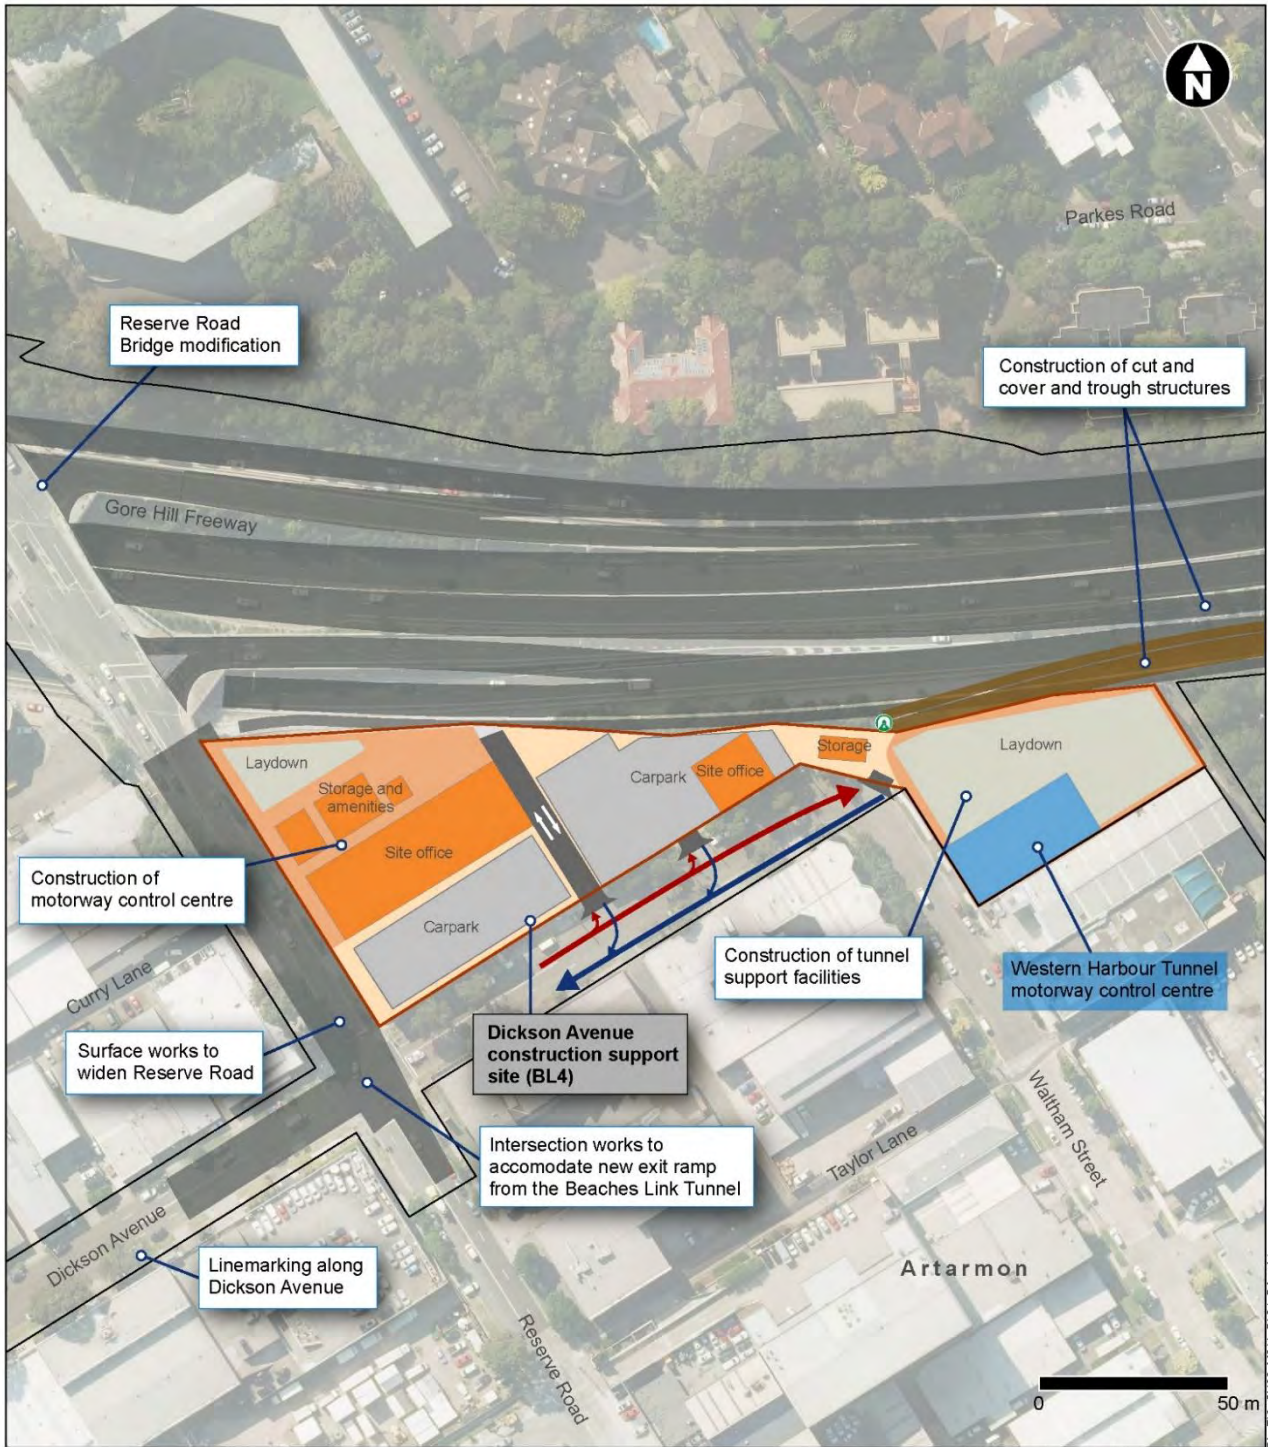 N
Parkes Road
Reserve Road
Bridge modification
Construction of cut and
cover and trough structures
Gore Hill Freeway
A
Laydown
Storage and
amenities
Site office
Carpark
Carpark
Site office
Storage
Laydown
Construction of
motorway control centre
Curry Lane
Construction of tunnel
support facilities
Western Harbour Tunnel
motorway control centre
Surface works to
widen Reserve Road
Dickson Avenue
construction support
site (BL4)
Intersection works to
accomodate new exit ramp
from the Beaches Link Tunnel
Waltham Street
Taylor Lane
Dickson Avenue
Linemarking along
Dickson Avenue
Artarmon
Reserve Road
0
50 m